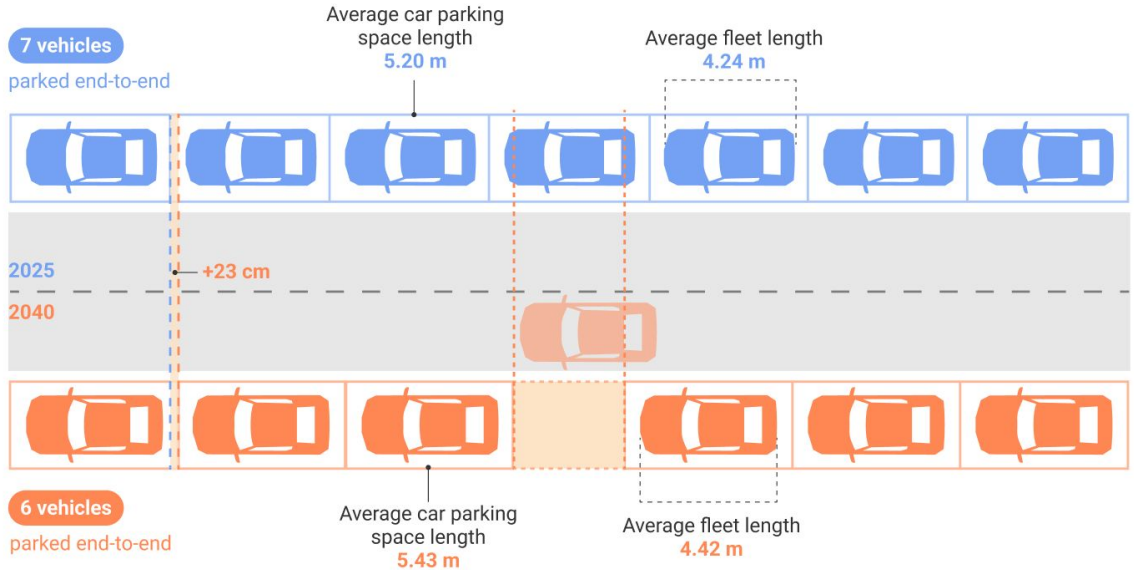 7 vehicles
parked end-to-end
Average car parking
space length
5.20 m
Average fleet length
4.24 m
2025
+23 cm
2040
6 vehicles
parked end-to-end
Average car parking
space length
5.43 m
Average fleet length
4.42 m